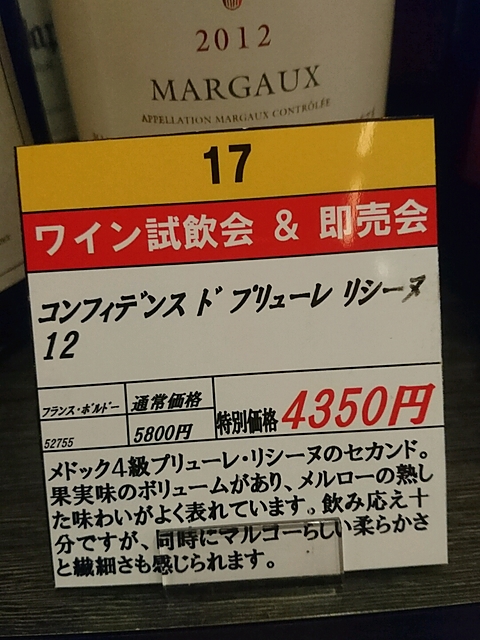 2012
MARGAUX
APPELLATION MARGAUX CONTRÔLÉE
17
ワイン試飲会 & 即売会
コンフィデンス ド プリューレ リシーヌ
12
フランス・ボルドー
通常価格
特別価格 4350円
52755
5800円
メドック4級プリューレ・リシーヌのセカンド。
果実味のボリュームがあり、メルローの熟し
た味わいがよく表れています。飲み応え十
分ですが、同時にマルゴーらしい柔らかさ
と繊細さも感じられます。